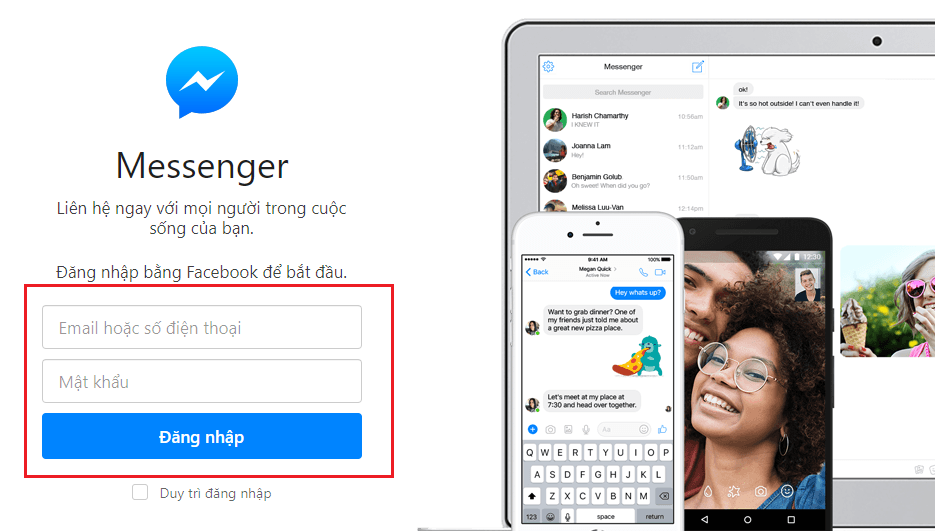 Messenger
Liên hệ ngay với mọi người trong cuộc
sống của bạn.
Đăng nhập bằng Facebook để bắt đầu.
Email hoặc số điện thoại
Mật khẩu
Đăng nhập
Duy trì đăng nhập
Messenger
Search Messenger
Harish Chamarthy
10:56am
I KNEW IT
Joanna Lam
11:12am
Hey!
Benjamin Golub
11:50am
Oh sweet! When did you go?
Melissa Luu-Van
12:14pm
ok!
It's so hot outside! I can't even handle it!
9:41 AM
100%
Back
Megan Quick
Active Now
Hey whats up?
Want to grab dinner? One of
my friends just told me about
a great new pizza place.
Let's meet at my place at
7:30 and head over together.
Aa
Q W E R T Y U I O P
A S D F G H J K L
Z X C V B N M
123
space
return
12:30